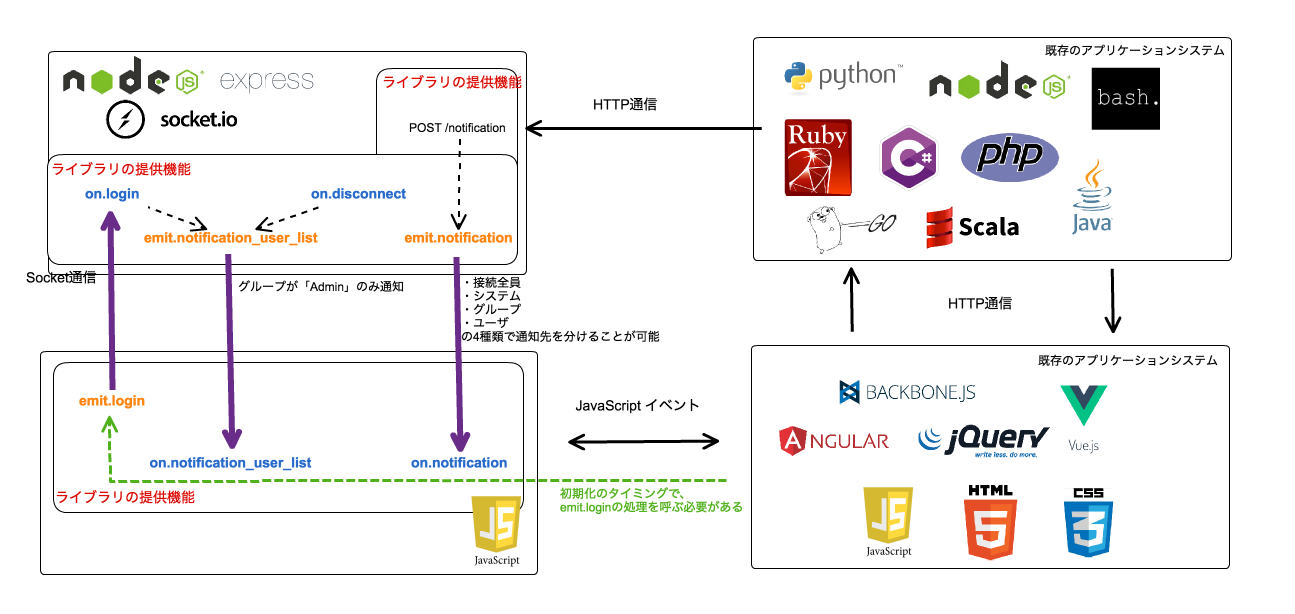 node JS
express
socket.io
ライブラリの提供機能
POST /notification
ライブラリの提供機能
on.login
on.disconnect
emit.notification_user_list
emit.notification
HTTP通信
既存のアプリケーションシステム
python™
node JS
bash.
Ruby
C#
php
Java
GO
Scala
Socket通信
グループが「Admin」のみ通知
・接続全員
・システム
・グループ
・ユーザ
の4種類で通知先を分けることが可能
HTTP通信
emit.login
on.notification_user_list
on.notification
ライブラリの提供機能
JS
JavaScript
JavaScript イベント
初期化のタイミングで、
emit.loginの処理を呼ぶ必要がある
既存のアプリケーションシステム
BACKBONE.JS
ANGULAR
jQuery
write less. do more.
Vue.js
JS
JavaScript
HTML
5
CSS
3